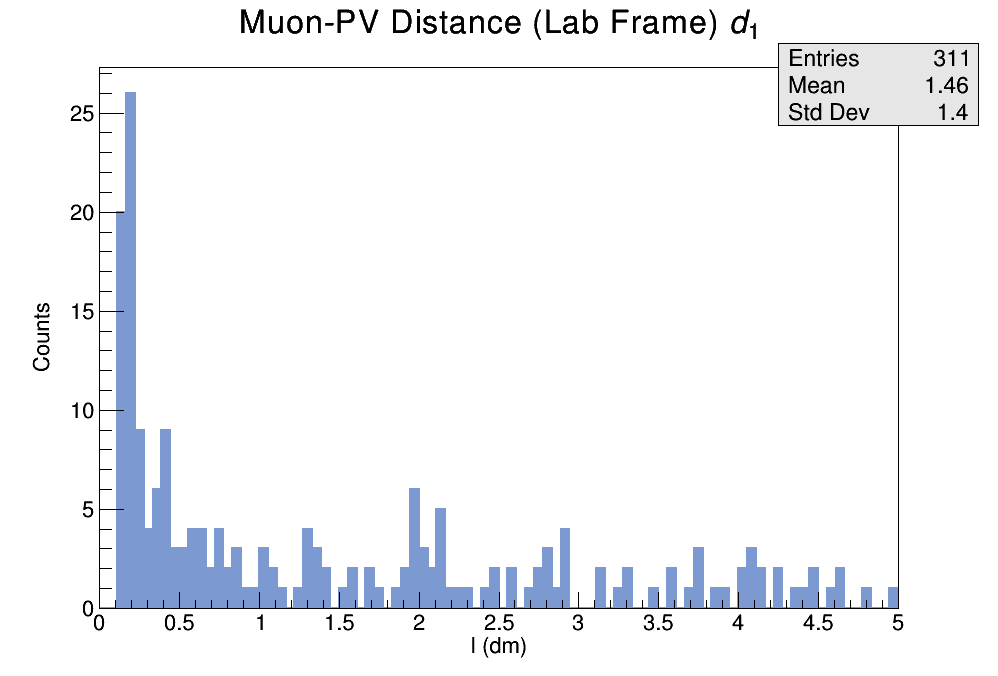 Muon-PV Distance (Lab Frame) d₁
Entries 311
Mean 1.46
Std Dev 1.4
25
20
15
10
5
0
Counts
0 0.5 1 1.5 2 2.5 3 3.5 4 4.5 5
l (dm)